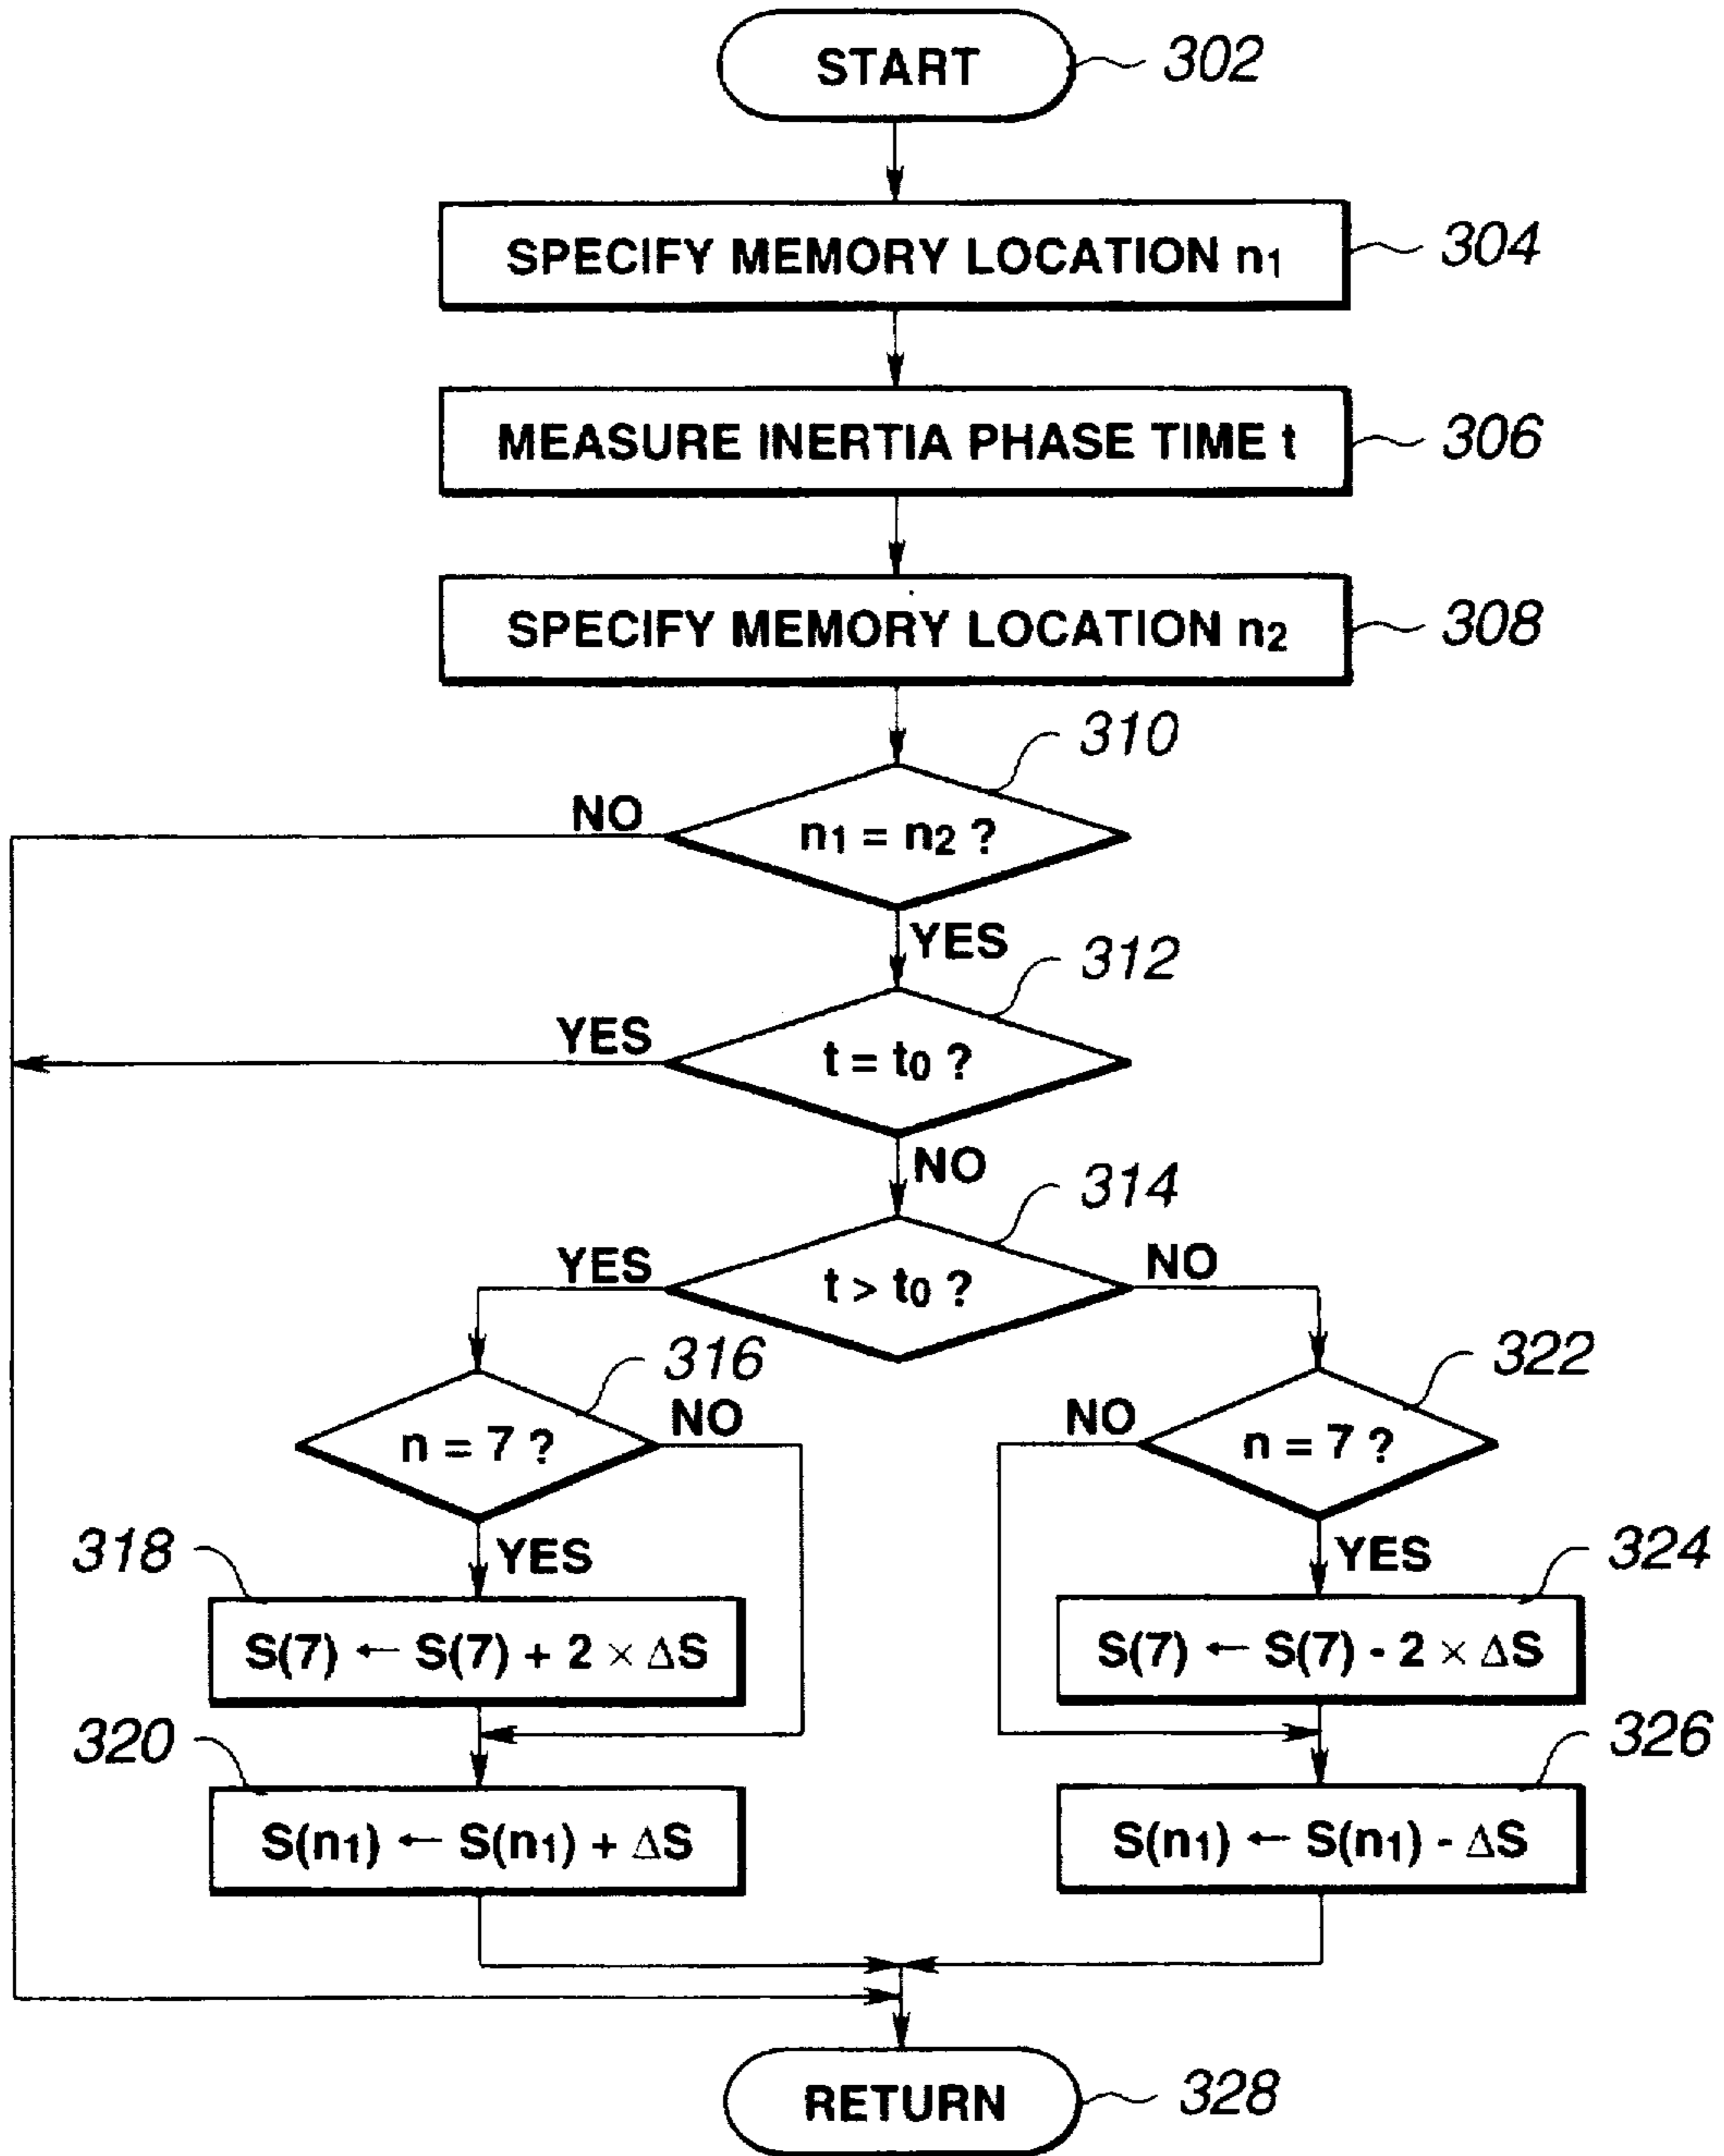 START
302
SPECIFY MEMORY LOCATION n1
304
MEASURE INERTIA PHASE TIME t
306
SPECIFY MEMORY LOCATION n2
308
310
NO
n1 = n2 ?
YES
312
YES
t = t0 ?
NO
314
YES
t > t0 ?
NO
316
n = 7 ?
NO
322
NO
n = 7 ?
318
YES
YES
324
S(7) ← S(7) + 2 × ΔS
S(7) ← S(7) - 2 × ΔS
320
326
S(n1) ← S(n1) + ΔS
S(n1) ← S(n1) - ΔS
RETURN
328